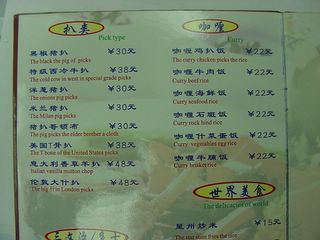 扒类
Pick type
黑椒猪扒 ¥30元
The black pig of picks
特级西冷牛扒 ¥38元
The cold cow in west in special grade picks
洋葱猪扒 ¥30元
The onions pig picks
米兰猪扒 ¥30元
The Milan pig picks
猪扒哥顿布 ¥30元
The pig picks the elder brother a cloth
美国T骨扒 ¥38元
The T bone of the United States picks
意大利香草羊扒 ¥48元
Italian vanilla mutton chop
伦敦大什扒 ¥48元
The big ff in London picks
咖喱
Curry
咖喱鸡扒饭 ¥22元
The curry chicken picks the rice
咖喱牛肉饭 ¥22元
Curry beef rice
咖喱海鲜饭 ¥22元
Curry seafood rice
咖喱石斑饭 ¥22元
Curry rock hind rice
咖喱什菜蛋饭 ¥22元
Curry vegetables egg rice
咖喱牛腩饭 ¥22元
Curry brisket rice
世界美食
The delicacies of world
星州炒米 ¥15元